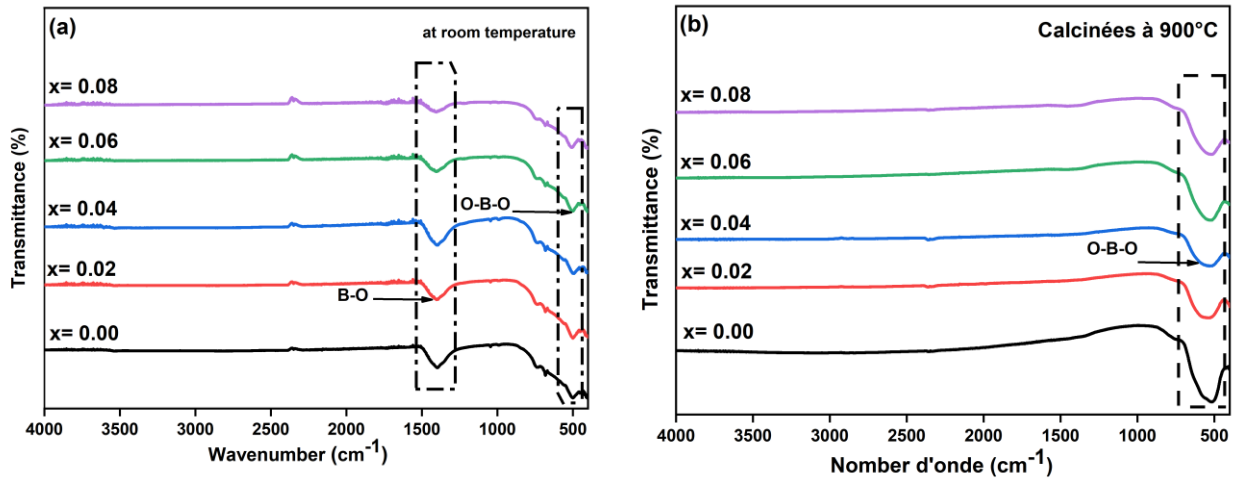 (a)
at room temperature
x= 0.08
x= 0.06
x= 0.04
x= 0.02
x= 0.00
O-B-O
B-O
Transmittance (%)
4000 3500 3000 2500 2000 1500 1000 500
Wavenumber (cm-1)
(b)
Calcinées à 900°C
x= 0.08
x= 0.06
x= 0.04
x= 0.02
x= 0.00
O-B-O
Transmittance (%)
4000 3500 3000 2500 2000 1500 1000 500
Nomber d'onde (cm-1)